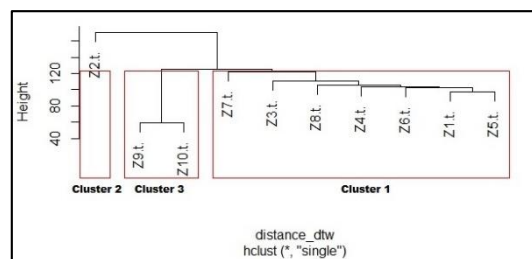 Height
120
80
40
Z2.t.
Z9.t.
Z10.t.
Z7.t.
Z3.t.
Z8.t.
Z4.t.
Z6.t.
Z1.t.
Z5.t.
Cluster 2 Cluster 3 Cluster 1
distance_dtw
hclust (*, "single")